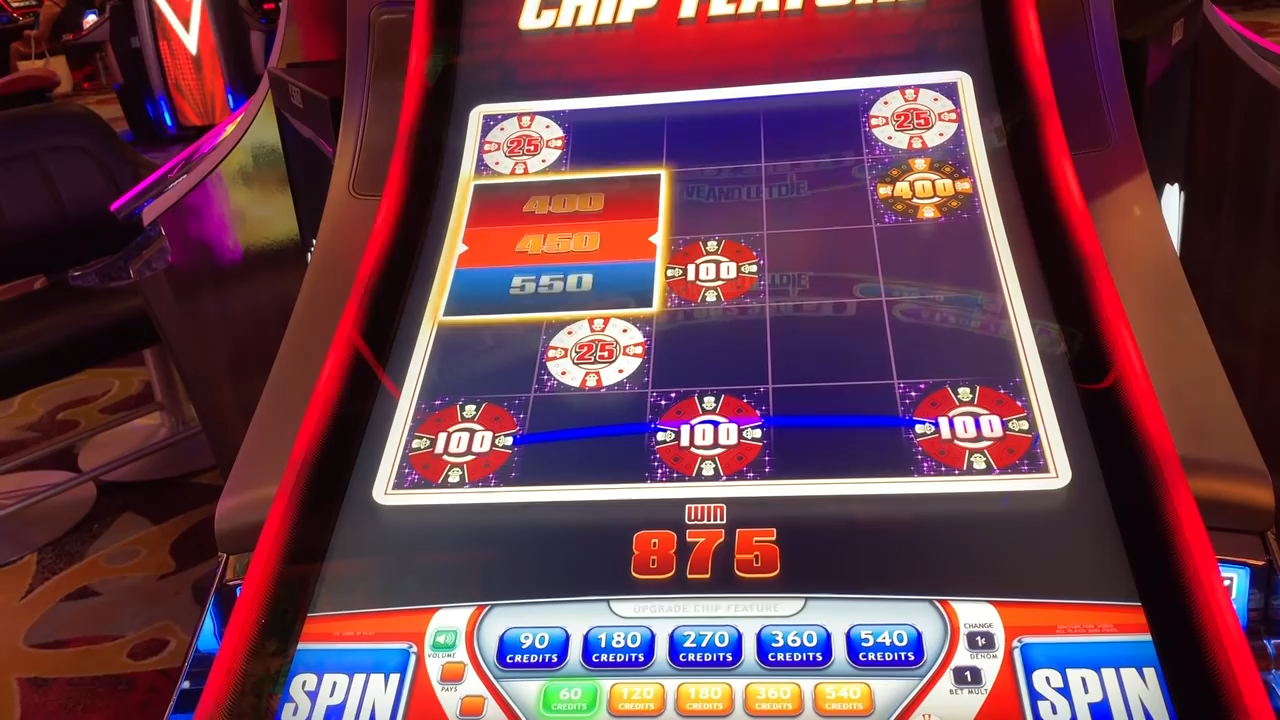 CHIP FEATURE
25
25
400
400
450
100
550
25
100
100
100
WIN
875
UPGRADE CHIP FEATURE
90 CREDITS
180 CREDITS
270 CREDITS
360 CREDITS
540 CREDITS
VOLUME
CHANGE
1¢
DENOM
1
BET MULT
PAYS
60 CREDITS
120 CREDITS
180 CREDITS
360 CREDITS
540 CREDITS
SPIN
SPIN